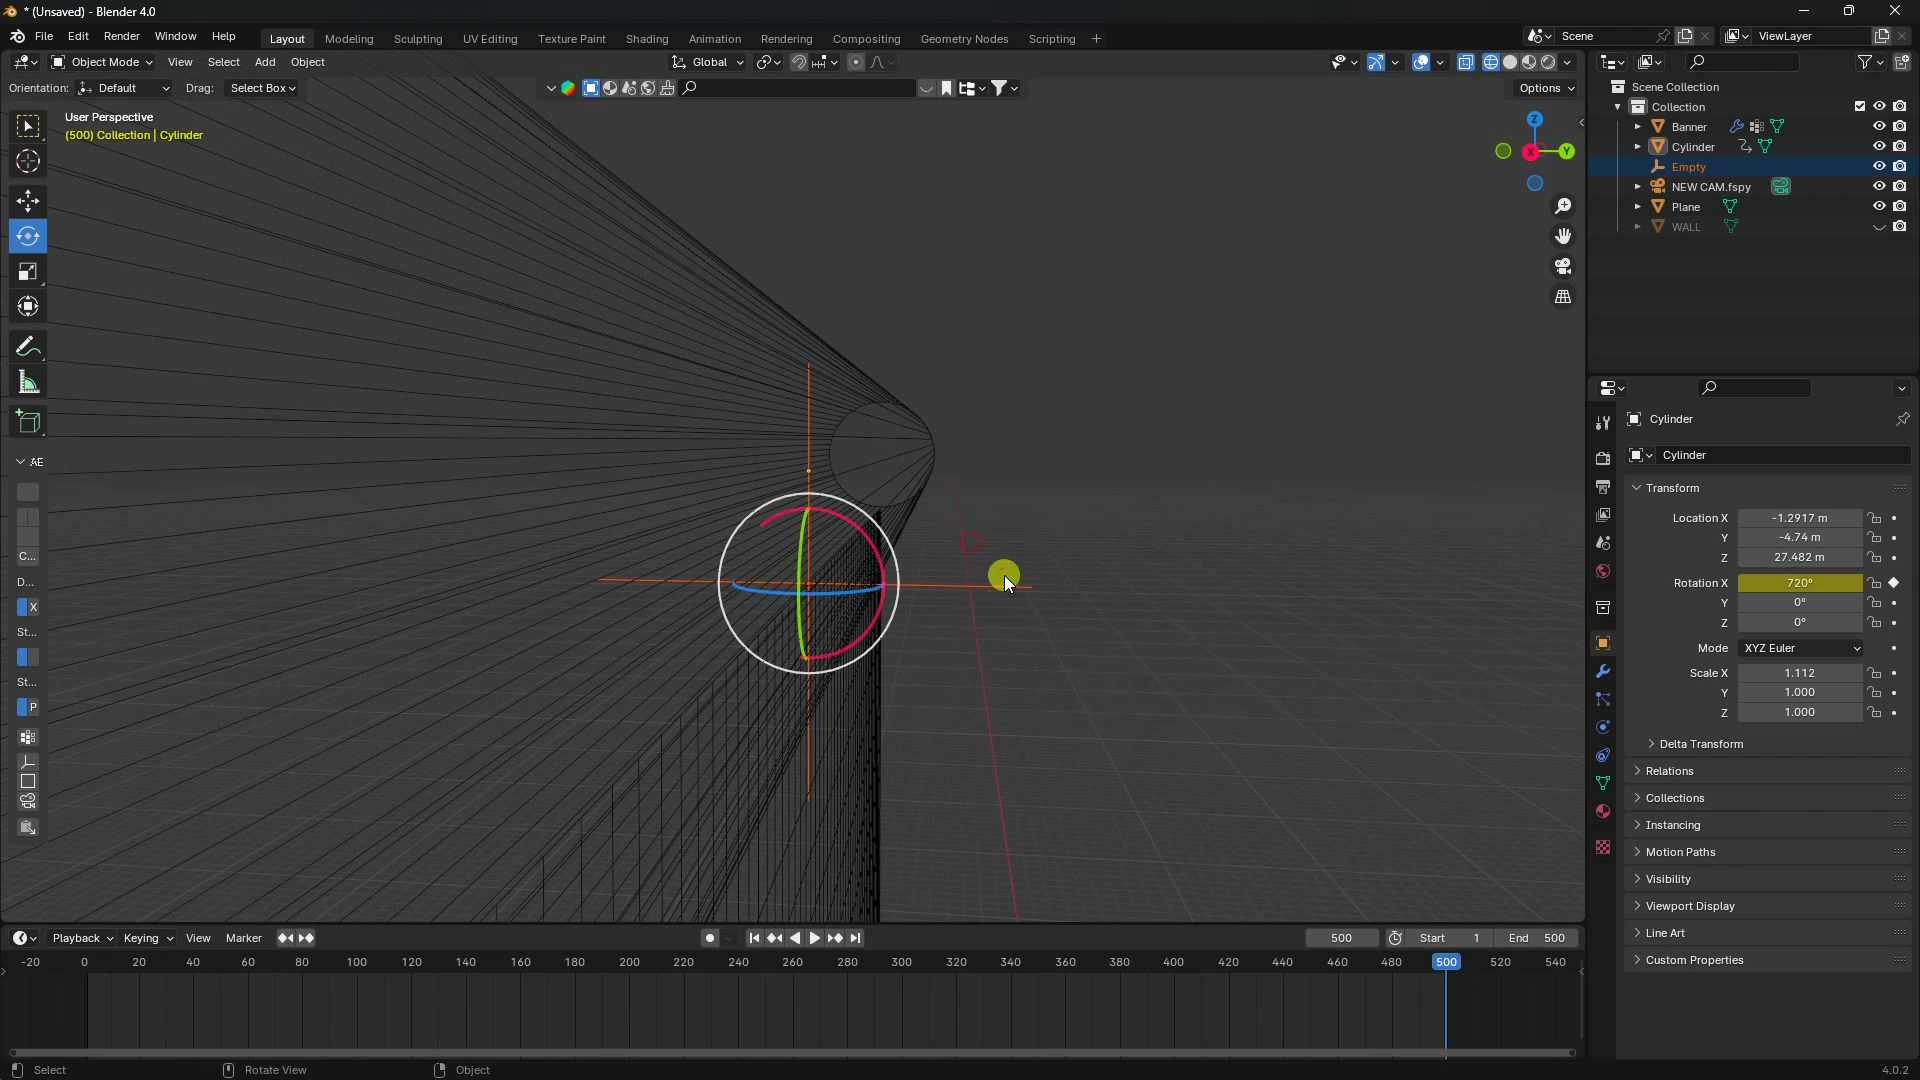 * (Unsaved) - Blender 4.0
File Edit Render Window Help
Layout Modeling Sculpting UV Editing Texture Paint Shading Animation Rendering Compositing Geometry Nodes Scripting +
Scene
ViewLayer
Object Mode View Select Add Object
Global
Orientation: Default Drag: Select Box
Options
User Perspective
(500) Collection | Cylinder
Z
X
Y
AE
C...
D...
X
St...
St...
P
Scene Collection
Collection
Banner
Cylinder
Empty
NEW CAM.fspy
Plane
WALL
Cylinder
Cylinder
Transform
Location X -1.2917 m
Y -4.74 m
Z 27.482 m
Rotation X 720°
Y 0°
Z 0°
Mode XYZ Euler
Scale X 1.112
Y 1.000
Z 1.000
Delta Transform
Relations
Collections
Instancing
Motion Paths
Visibility
Viewport Display
Line Art
Custom Properties
Playback Keying View Marker
500 Start 1 End 500
-20 0 20 40 60 80 100 120 140 160 180 200 220 240 260 280 300 320 340 360 380 400 420 440 460 480 500 520 540
Select Rotate View Object
4.0.2